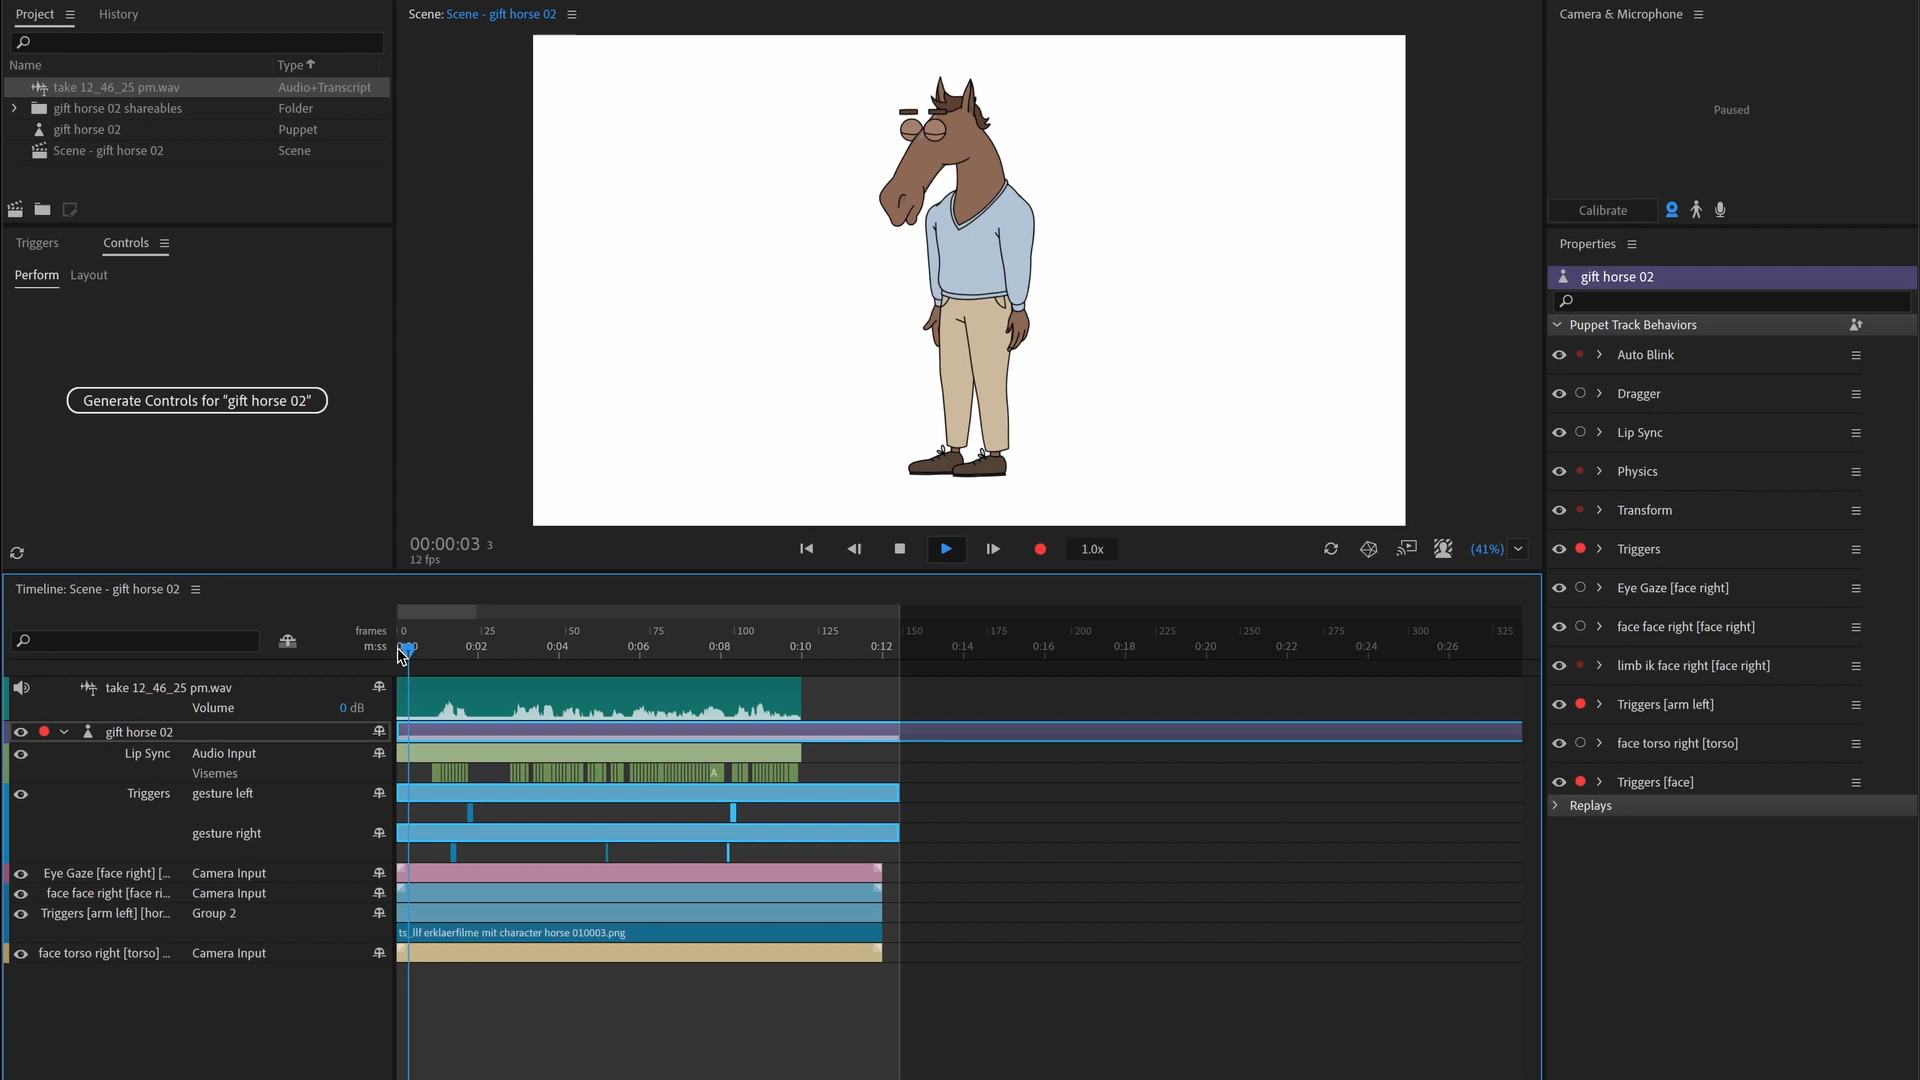 Project
History
Scene: Scene - gift horse 02
Camera & Microphone
Name
Type
take 12_46_25 pm.wav
Audio+Transcript
gift horse 02 shareables
Folder
gift horse 02
Puppet
Scene - gift horse 02
Scene
Paused
Calibrate
Triggers
Controls
Perform
Layout
Generate Controls for "gift horse 02"
Properties
gift horse 02
Puppet Track Behaviors
Auto Blink
Dragger
Lip Sync
Physics
Transform
Triggers
Eye Gaze [face right]
face face right [face right]
limb ik face right [face right]
Triggers [arm left]
face torso right [torso]
Triggers [face]
Replays
00:00:03 3
12 fps
1.0x
(41%)
Timeline: Scene - gift horse 02
frames
0 25 50 75 100 125 150 175 200 225 250 275 300 325
m:ss
0:02 0:04 0:06 0:08 0:10 0:12 0:14 0:16 0:18 0:20 0:22 0:24 0:26
take 12_46_25 pm.wav
Volume 0 dB
gift horse 02
Lip Sync Audio Input
Visemes A
Triggers gesture left
gesture right
Eye Gaze [face right] [... Camera Input
face face right [face ri... Camera Input
Triggers [arm left] [hor... Group 2
ts_llf erklaerfilme mit character horse 010003.png
face torso right [torso] ... Camera Input